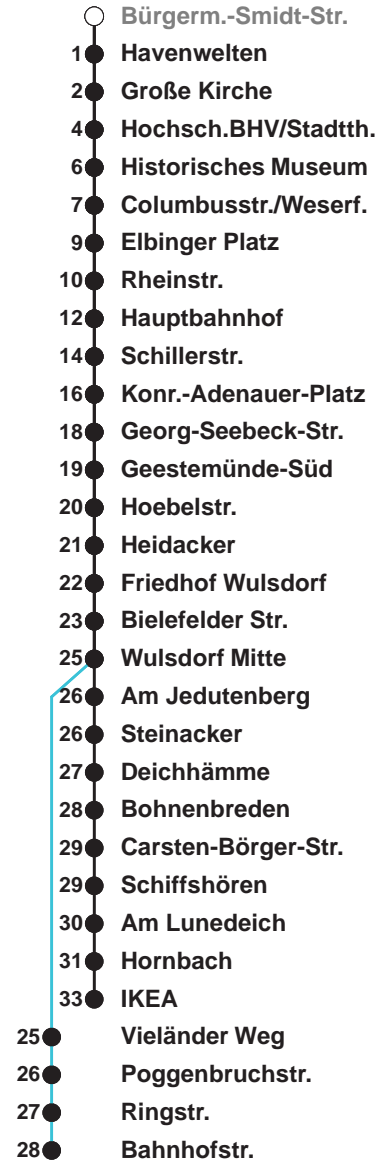 Bürgerm.-Smidt-Str.
1 Havenwelten
2 Große Kirche
4 Hochsch.BHV/Stadtth.
6 Historisches Museum
7 Columbusstr./Weserf.
9 Elbinger Platz
10 Rheinstr.
12 Hauptbahnhof
14 Schillerstr.
16 Konr.-Adenauer-Platz
18 Georg-Seebeck-Str.
19 Geestemünde-Süd
20 Hoebelstr.
21 Heidacker
22 Friedhof Wulsdorf
23 Bielefelder Str.
25 Wulsdorf Mitte
26 Am Jedutenberg
26 Steinacker
27 Deichhämme
28 Bohnenbreden
29 Carsten-Börger-Str.
29 Schiffshören
30 Am Lunedeich
31 Hornbach
33 IKEA
25 Vieländer Weg
26 Poggenbruchstr.
27 Ringstr.
28 Bahnhofstr.